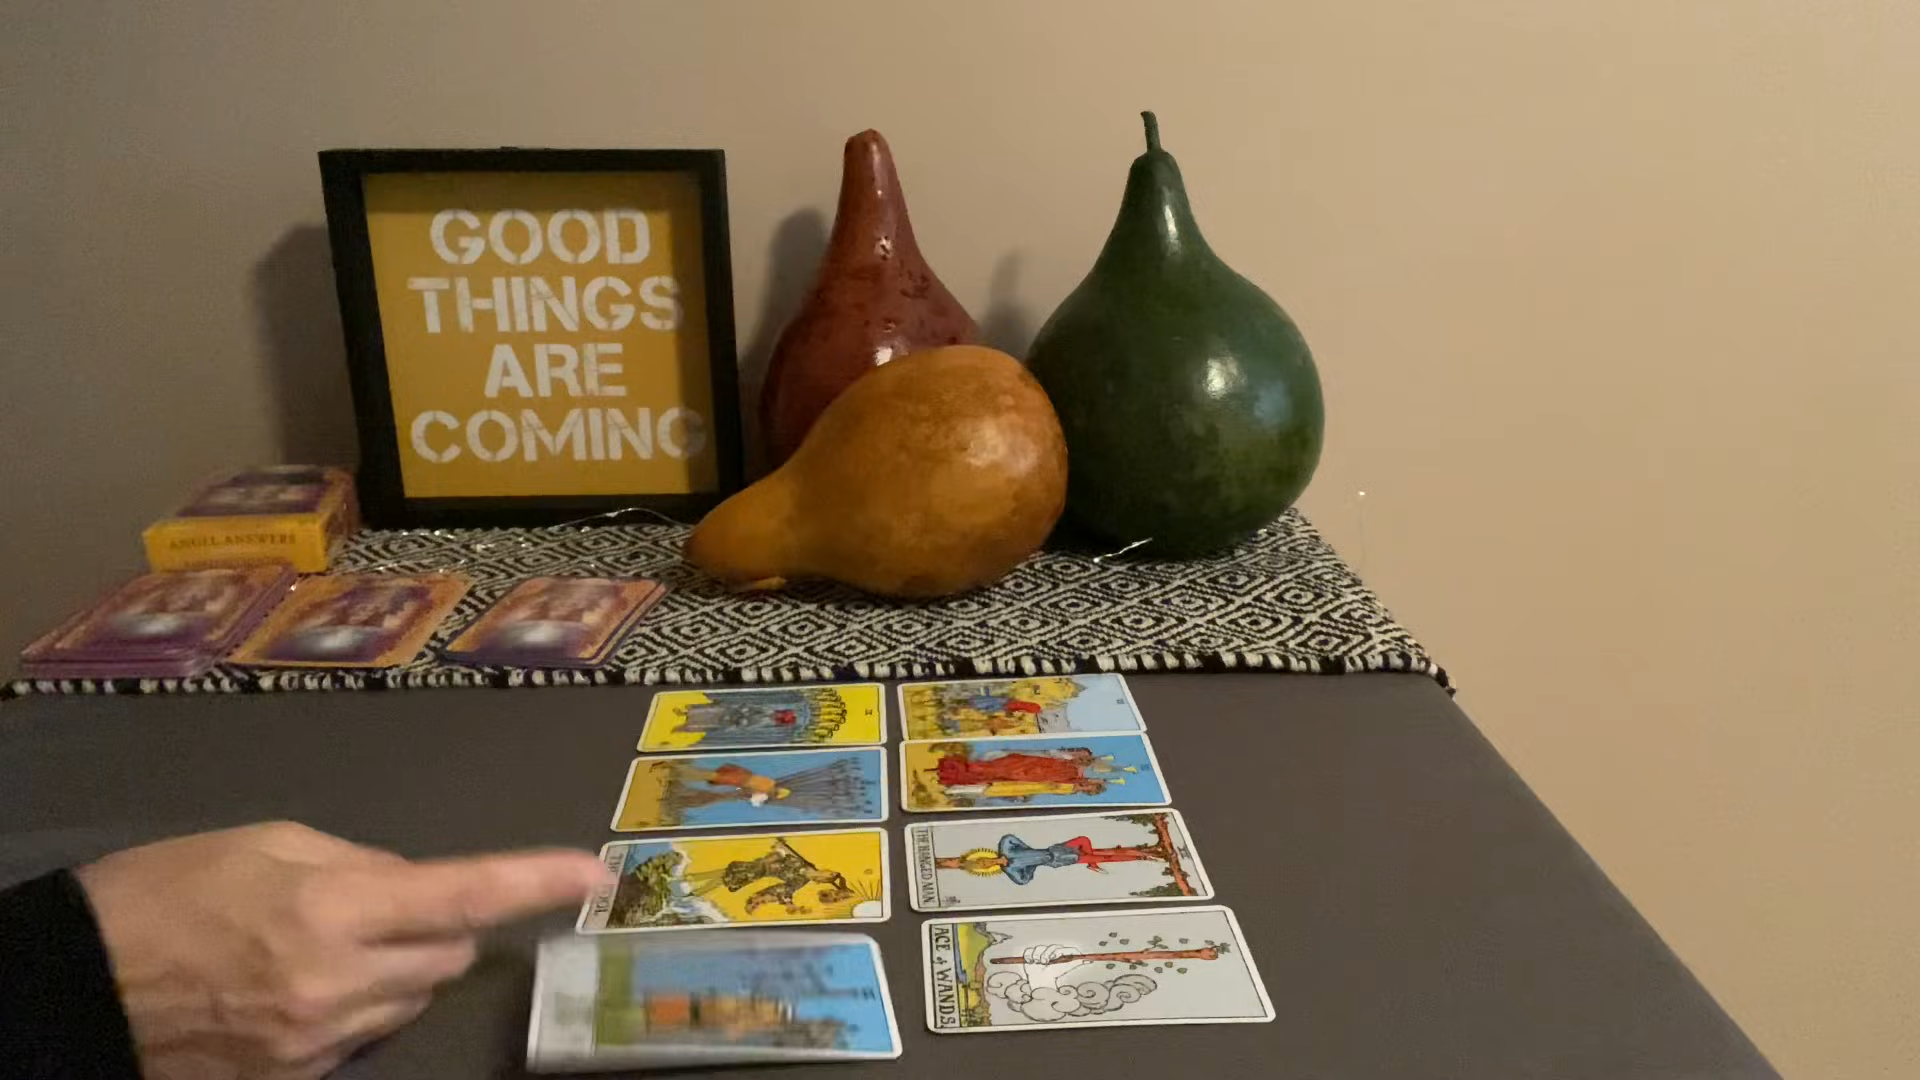 GOOD
THINGS
ARE
COMING
ANGEL ANSWERS
THE FOOL
THE HANGED MAN
ACE of WANDS.